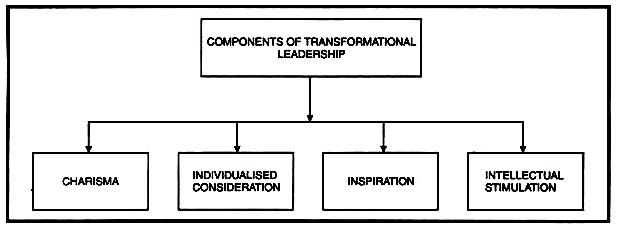 COMPONENTS OF TRANSFORMATIONAL
LEADERSHIP
CHARISMA
INDIVIDUALISED
CONSIDERATION
INSPIRATION
INTELLECTUAL
STIMULATION